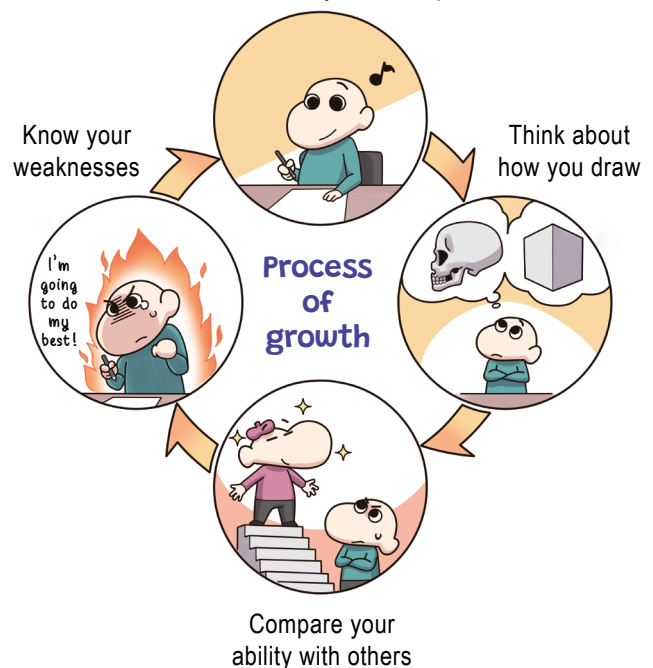 Think about
how you draw
Compare your
ability with others
Know your
weaknesses
I'm
going
to do
my
best!
Process
of
growth